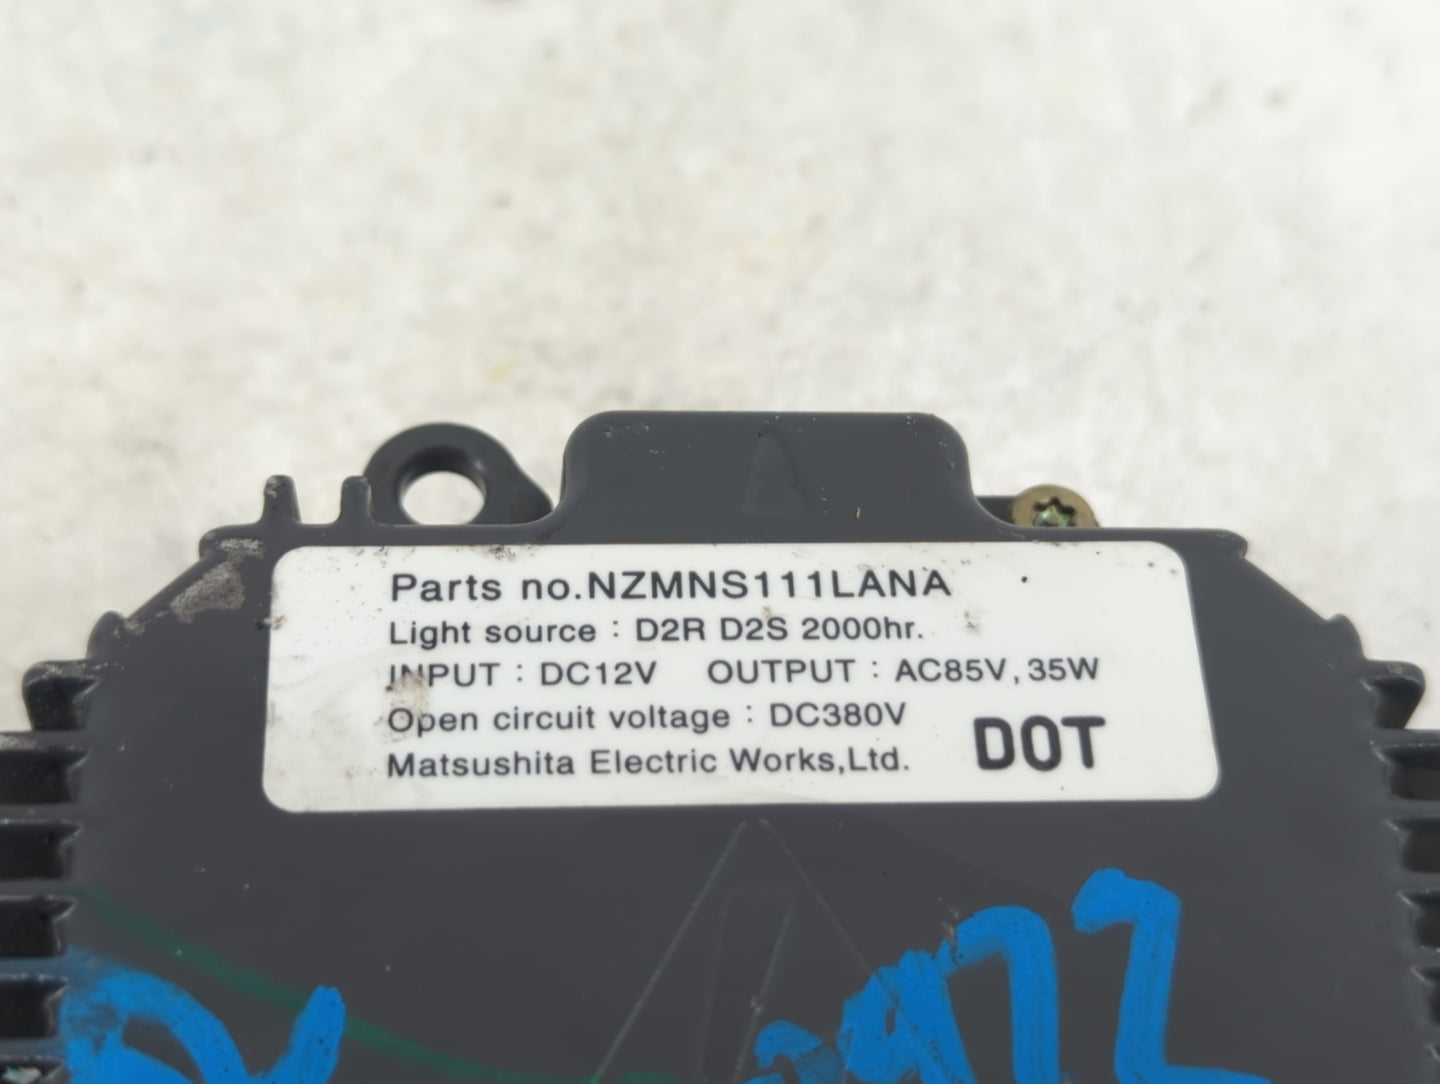 Parts no.NZMNS111LANA
Light source : D2R D2S 2000hr.
INPUT : DC12V OUTPUT : AC85V, 35W
Open circuit voltage : DC380V
Matsushita Electric Works,Ltd. DOT